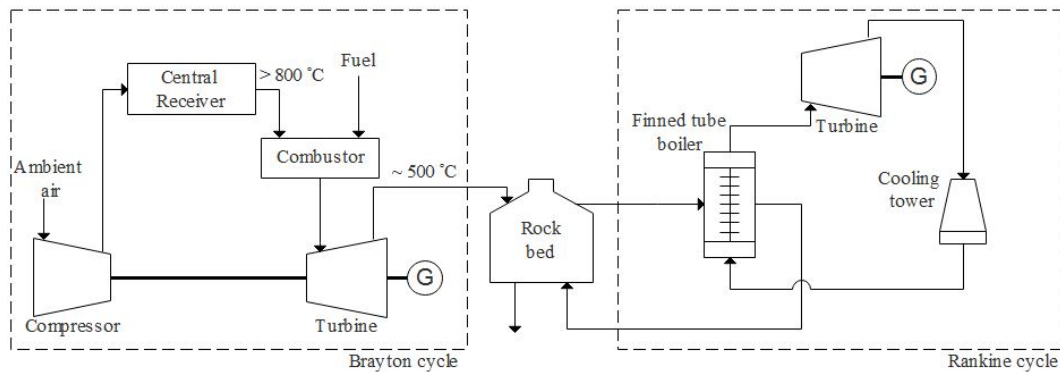 Central
Receiver
> 800 ˚C
Fuel
Combustor
Ambient
air
~ 500 ˚C
G
Compressor
Turbine
Brayton cycle
Rock
bed
Finned tube
boiler
G
Turbine
Cooling
tower
Rankine cycle